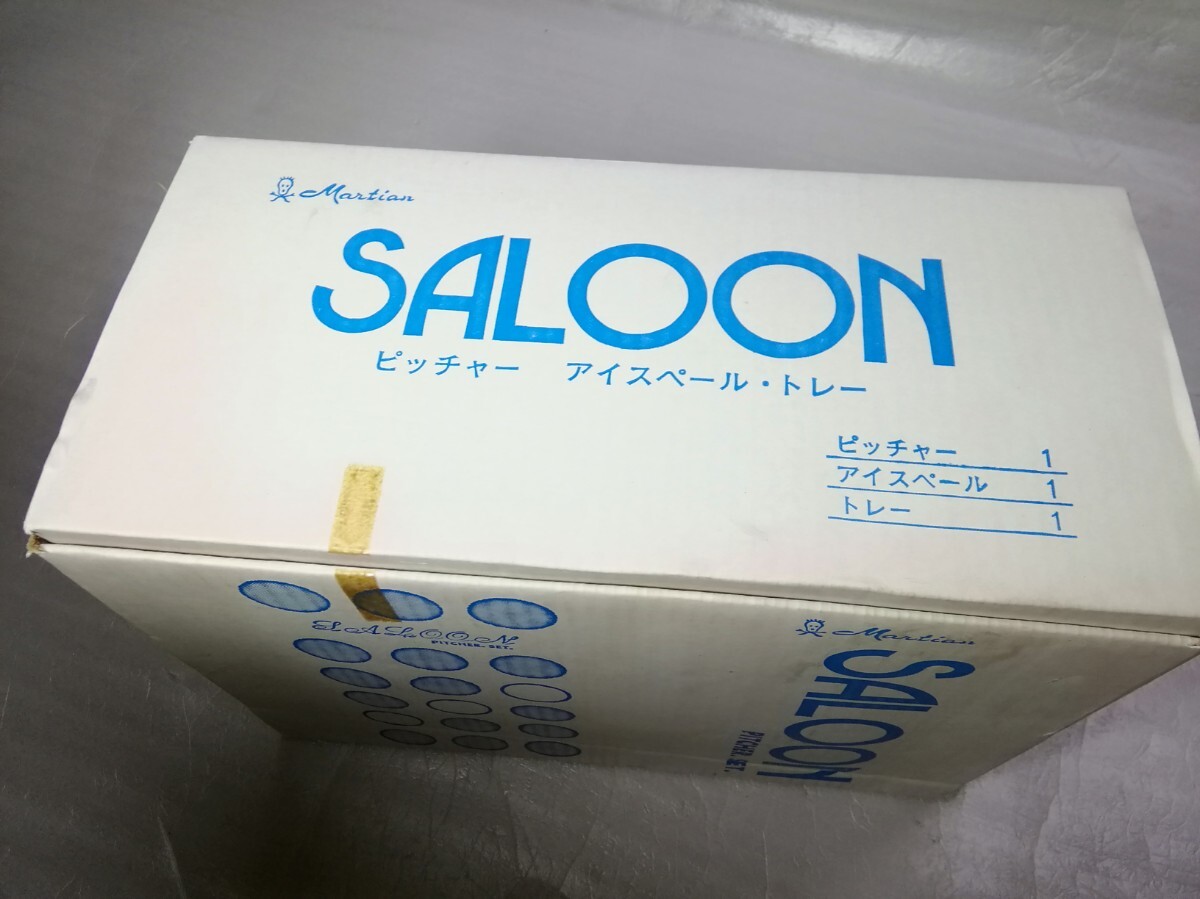 Martian
SALOON
ピッチャー アイスペール・トレー
ピッチャー 1
アイスペール 1
トレー 1
SALOON
PITCHER SET.
Martian
SALOON
PITCHER SET.